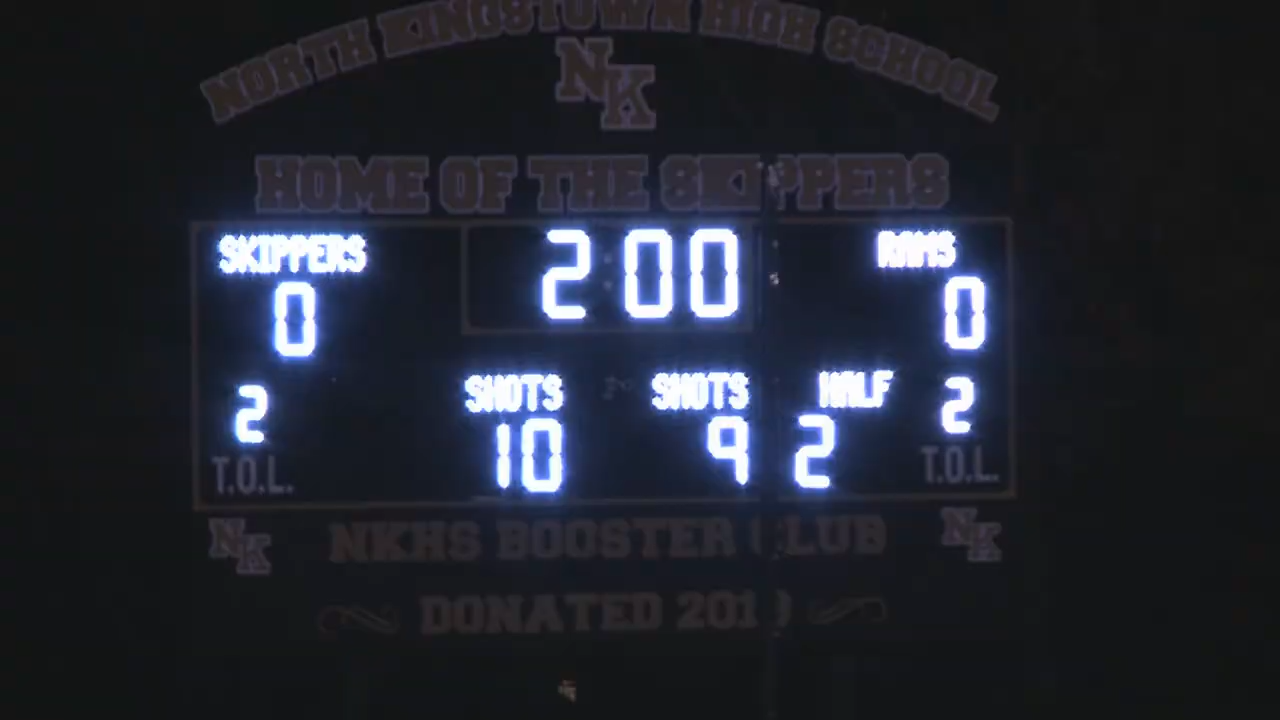 NORTH KINGSTOWN HIGH SCHOOL
NK
HOME OF THE SKIPPERS
SKIPPERS 2:00 RAMS
0 0
SHOTS SHOTS HALF
2 10 9 2 2
T.O.L. T.O.L.
NK NKHS BOOSTER CLUB NK
DONATED